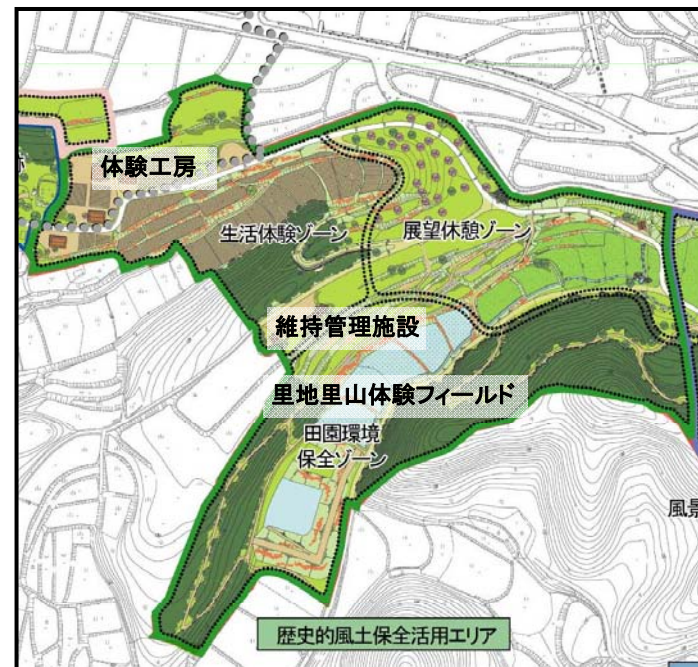 体験工房
生活体験ゾーン
展望休憩ゾーン
維持管理施設
里地里山体験フィールド
田園環境
保全ゾーン
風景
歴史的風土保全活用エリア